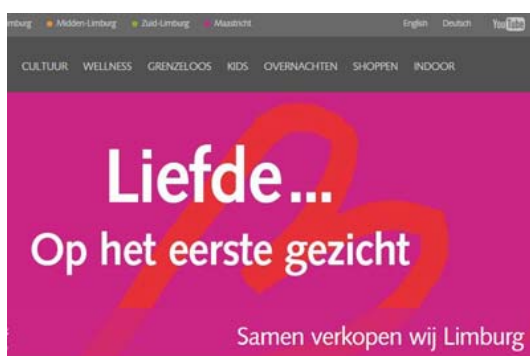 Midden-Limburg Zuid-Limburg Maastricht English Deutsch YouTube
CULTUUR WELLNESS GRENZELOOS KIDS OVERNACHTEN SHOPPEN INDOOR
Liefde...
Op het eerste gezicht
Samen verkopen wij Limburg